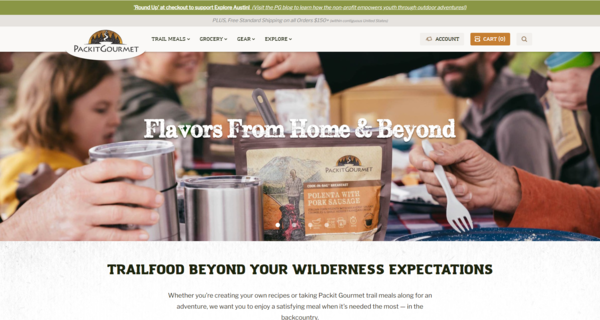 'Round Up' at checkout to support Explore Austin! (Visit the PG blog to learn how the non-profit empowers youth through outdoor adventures!)
PLUS, Free Standard Shipping on all Orders $150+ within contiguous United States
PACKITGOURMET
TRAIL MEALS
GROCERY
GEAR
EXPLORE
ACCOUNT
CART (0)
Flavors From Home & Beyond
PACKITGOURMET
POLENTA WITH
PORK SAUSAGE
TRAILFOOD BEYOND YOUR WILDERNESS EXPECTATIONS
Whether you're creating your own recipes or taking Packit Gourmet trail meals along for an
adventure, we want you to enjoy a satisfying meal when it's needed the most — in the
backcountry.